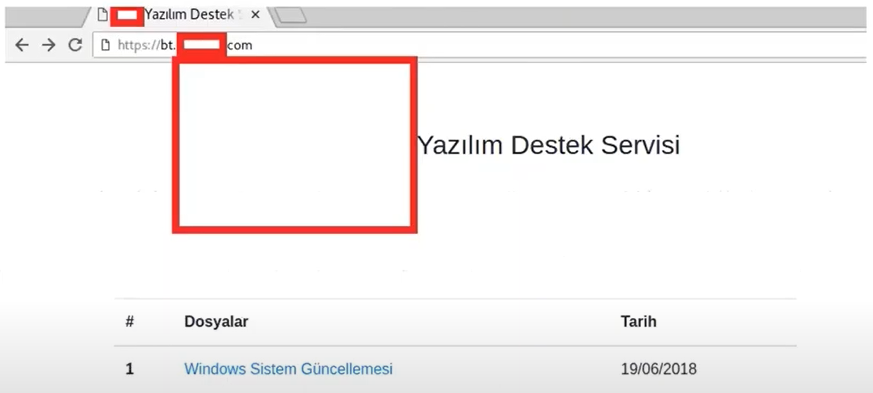 Yazılım Destek
https://bt. com
Yazılım Destek Servisi
# Dosyalar Tarih
1 Windows Sistem Güncellemesi 19/06/2018